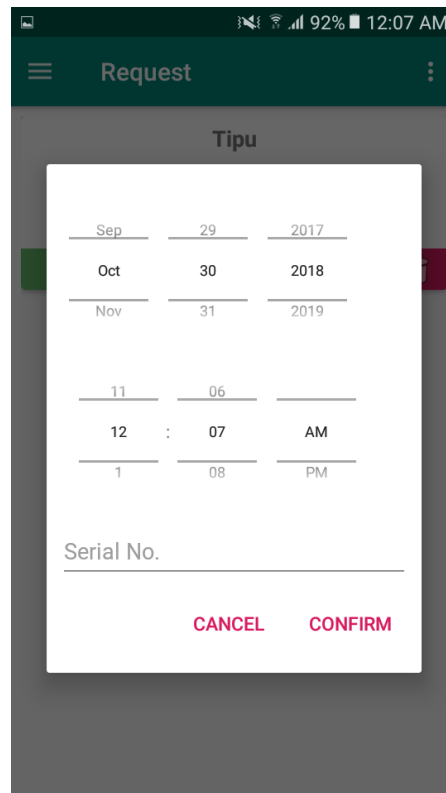 92% 12:07 AM
Request
Tipu
Sep 29 2017
Oct 30 2018
Nov 31 2019
11 06
12 : 07 AM
1 08 PM
Serial No.
CANCEL CONFIRM